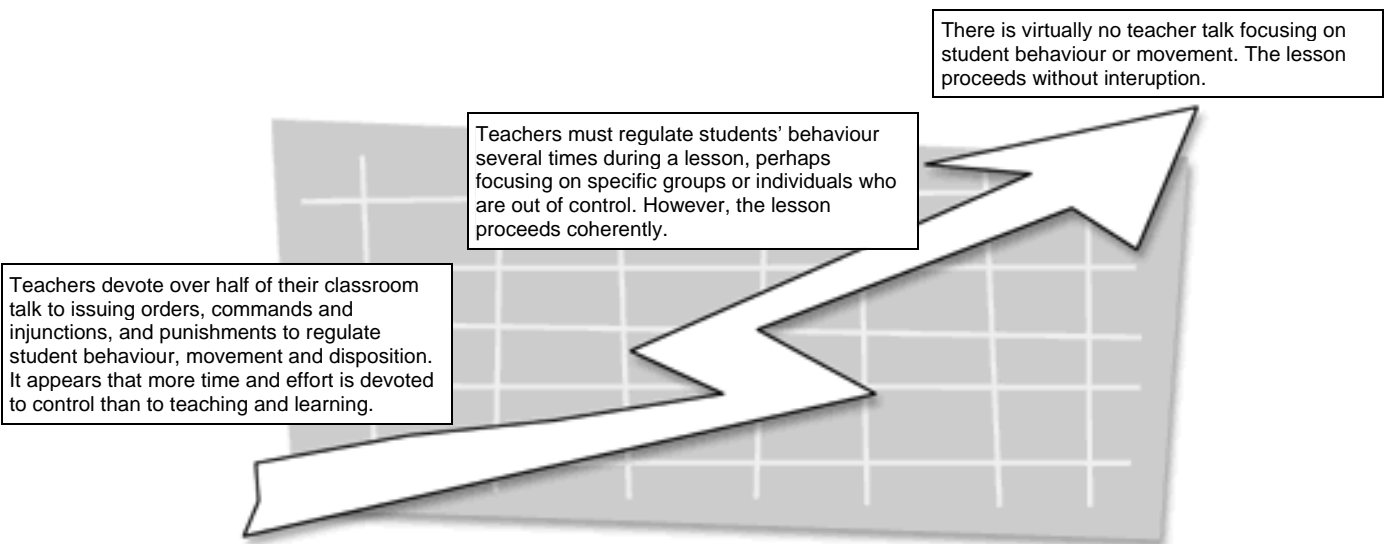 There is virtually no teacher talk focusing on
student behaviour or movement. The lesson
proceeds without interuption.
Teachers must regulate students’ behaviour
several times during a lesson, perhaps
focusing on specific groups or individuals who
are out of control. However, the lesson
proceeds coherently.
Teachers devote over half of their classroom
talk to issuing orders, commands and
injunctions, and punishments to regulate
student behaviour, movement and disposition.
It appears that more time and effort is devoted
to control than to teaching and learning.